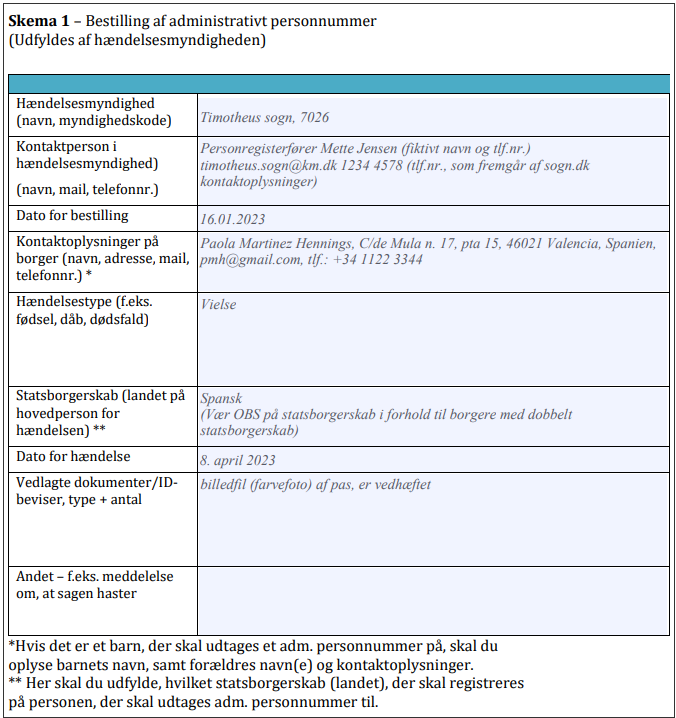 Skema 1 – Bestilling af administrativt personnummer
(Udfyldes af hændelsesmyndigheden)
Hændelsesmyndighed
(navn, myndighedskode)
Timotheus sogn, 7026
Kontaktperson i
hændelsesmyndighed)
(navn, mail, telefonnr.)
Personregisterfører Mette Jensen (fiktivt navn og tlf.nr.)
timotheus.sogn@km.dk 1234 4578 (tlf.nr., som fremgår af sogn.dk
kontaktoplysninger)
Dato for bestilling
16.01.2023
Kontaktoplysninger på
borger (navn, adresse, mail,
telefonnr.) *
Paola Martinez Hennings, C/de Mula n. 17, pta 15, 46021 Valencia, Spanien,
pmh@gmail.com, tlf.: +34 1122 3344
Hændelsestype (f.eks.
fødsel, dåb, dødsfald)
Vielse
Statsborgerskab (landet på
hovedperson for
hændelsen) **
Spansk
(Vær OBS på statsborgerskab i forhold til borgere med dobbelt
statsborgerskab)
Dato for hændelse
8. april 2023
Vedlagte dokumenter/ID-
beviser, type + antal
billedfil (farvefoto) af pas, er vedhæftet
Andet – f.eks. meddelelse
om, at sagen haster
*Hvis det er et barn, der skal udtages et adm. personnummer på, skal du
oplyse barnets navn, samt forældres navn(e) og kontaktoplysninger.
** Her skal du udfylde, hvilket statsborgerskab (landet), der skal registreres
på personen, der skal udtages adm. personnummer til.